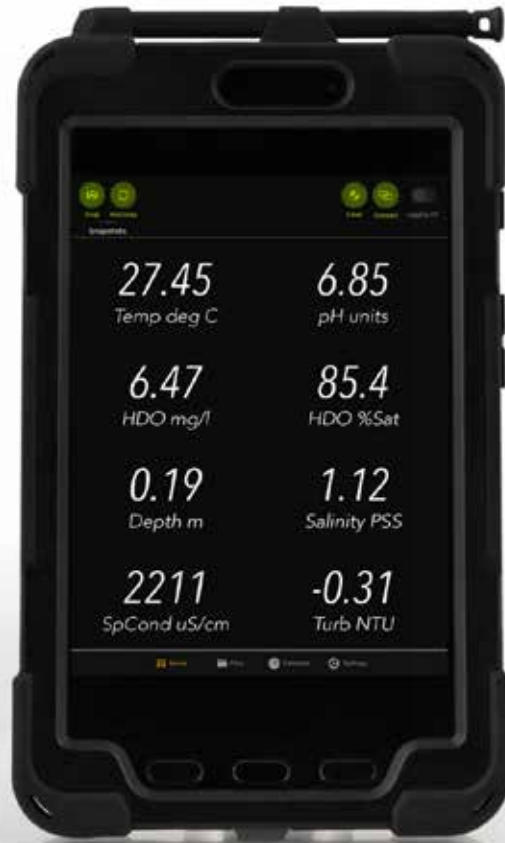 Snapshots
27.45 6.85
Temp deg C pH units
6.47 85.4
HDO mg/l HDO %Sat
0.19 1.12
Depth m Salinity PSS
2211 -0.31
SpCond uS/cm Turb NTU